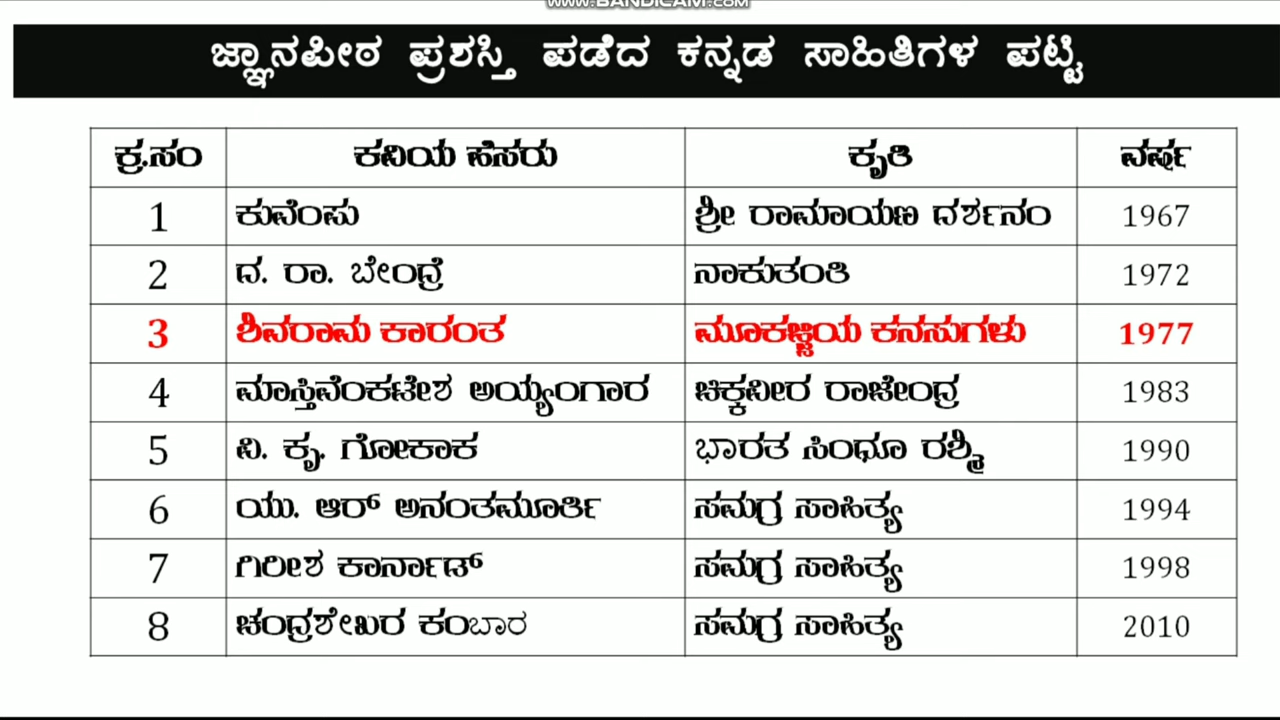 WWW.BANDICAM.COM
ಜ್ಞಾನಪೀಠ ಪ್ರಶಸ್ತಿ ಪಡೆದ ಕನ್ನಡ ಸಾಹಿತಿಗಳ ಪಟ್ಟಿ
ಕ್ರ.ಸಂ ಕವಿಯ ಹೆಸರು ಕೃತಿ ವರ್ಷ
1 ಕುವೆಂಪು ಶ್ರೀ ರಾಮಾಯಣ ದರ್ಶನಂ 1967
2 ದ. ರಾ. ಬೇಂದ್ರೆ ನಾಕುತಂತಿ 1972
3 ಶಿವರಾಮ ಕಾರಂತ ಮೂಕಜ್ಜಿಯ ಕನಸುಗಳು 1977
4 ಮಾಸ್ತಿವೆಂಕಟೇಶ ಅಯ್ಯಂಗಾರ ಚಿಕ್ಕವೀರ ರಾಜೇಂದ್ರ 1983
5 ವಿ. ಕೃ. ಗೋಕಾಕ ಭಾರತ ಸಿಂಧೂ ರಶ್ಮಿ 1990
6 ಯು. ಆರ್ ಅನಂತಮೂರ್ತಿ ಸಮಗ್ರ ಸಾಹಿತ್ಯ 1994
7 ಗಿರೀಶ ಕಾರ್ನಾಡ್ ಸಮಗ್ರ ಸಾಹಿತ್ಯ 1998
8 ಚಂದ್ರಶೇಖರ ಕಂಬಾರ ಸಮಗ್ರ ಸಾಹಿತ್ಯ 2010